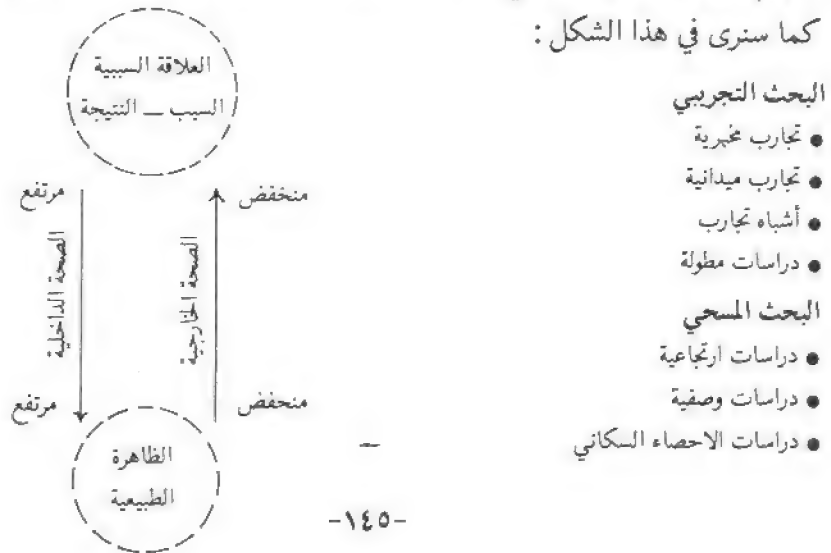 كما سنرى في هذا الشكل :
البحث التجريبي
● تجارب مخبرية
● تجارب ميدانية
● أشباه تجارب
● دراسات مطولة
البحث المسحي
● دراسات ارتجاعية
● دراسات وصفية
● دراسات الاحصاء السكاني
العلاقة السببية
السبب — النتيجة
منخفض
مرتفع
الصحة الخارجية
الصحة الداخلية
منخفض
مرتفع
الظاهرة
الطبيعية
-١٤٥-